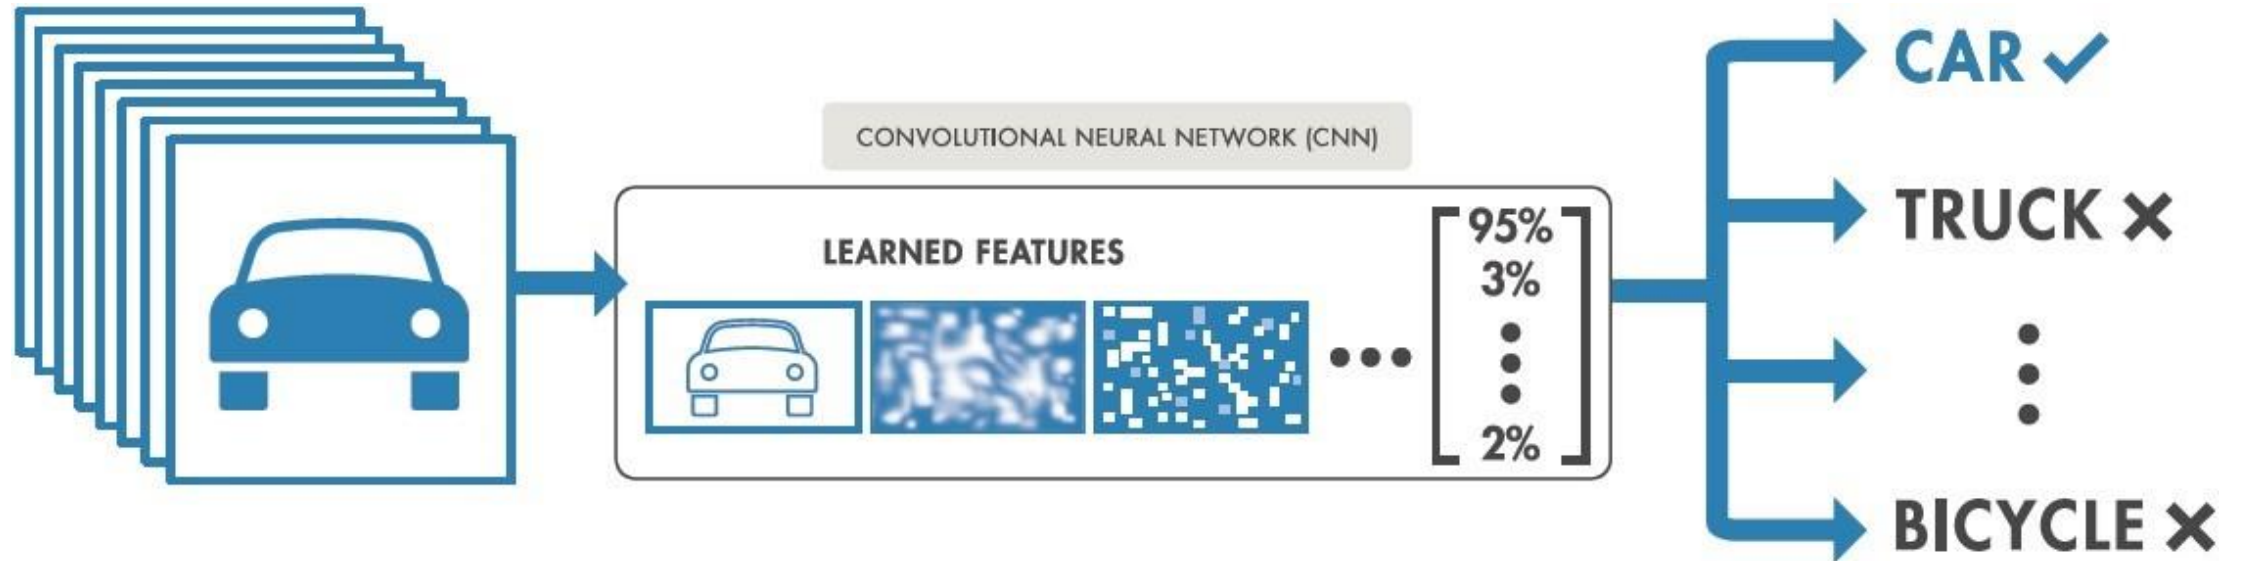 CONVOLUTIONAL NEURAL NETWORK (CNN)
LEARNED FEATURES
95%
3%
2%
CAR
TRUCK
BICYCLE